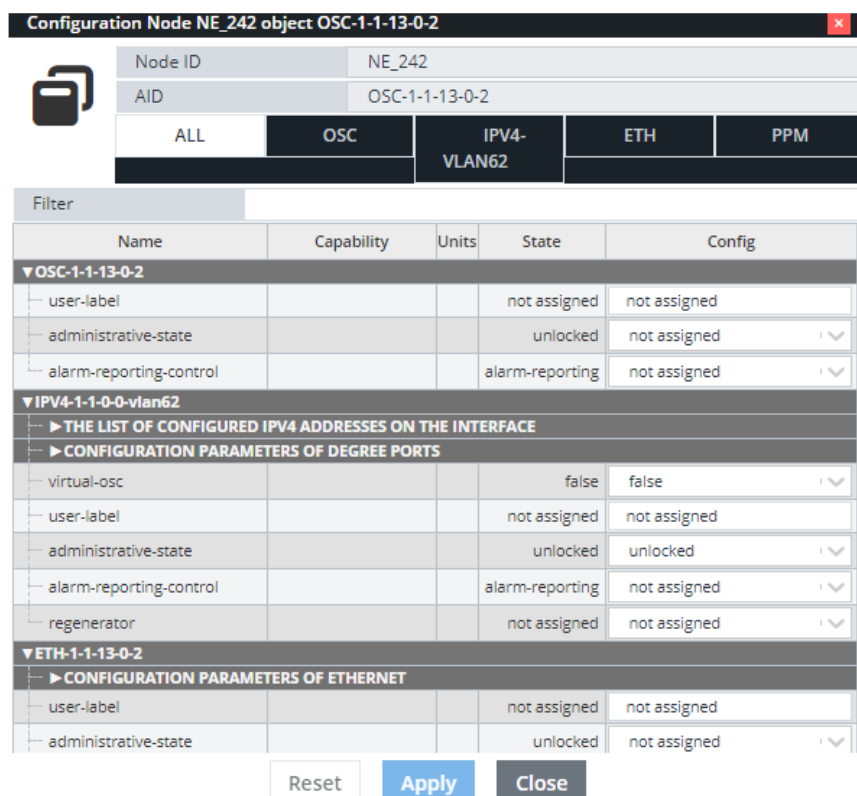 Configuration Node NE_242 object OSC-1-1-13-0-2
Node ID NE_242
AID OSC-1-1-13-0-2
ALL OSC IPV4-VLAN62 ETH PPM
Filter
Name Capability Units State Config
▼OSC-1-1-13-0-2
user-label not assigned not assigned
administrative-state unlocked not assigned
alarm-reporting-control alarm-reporting not assigned
▼IPV4-1-1-0-0-vlan62
►THE LIST OF CONFIGURED IPV4 ADDRESSES ON THE INTERFACE
►CONFIGURATION PARAMETERS OF DEGREE PORTS
virtual-osc false false
user-label not assigned not assigned
administrative-state unlocked unlocked
alarm-reporting-control alarm-reporting not assigned
regenerator not assigned not assigned
▼ETH-1-1-13-0-2
►CONFIGURATION PARAMETERS OF ETHERNET
user-label not assigned not assigned
administrative-state unlocked not assigned
Reset Apply Close